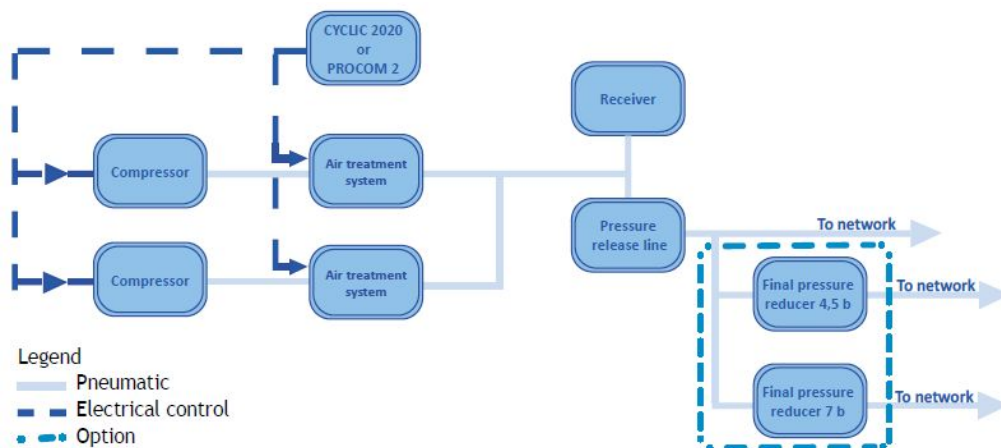 CYCLIC 2020
or
PROCOM 2
Receiver
Compressor
Air treatment
system
Pressure
release line
To network
Compressor
Air treatment
system
Final pressure
reducer 4,5 b
To network
Final pressure
reducer 7 b
To network
Legend
Pneumatic
Electrical control
Option